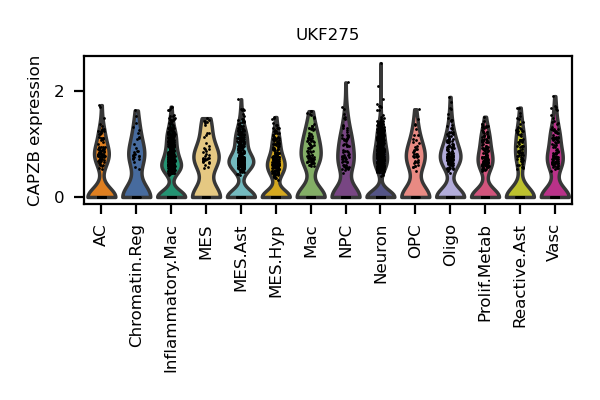 UKF275
CAPZB expression
2
0
AC
Chromatin.Reg
Inflammatory.Mac
MES
MES.Ast
MES.Hyp
Mac
NPC
Neuron
OPC
Oligo
Prolif.Metab
Reactive.Ast
Vasc